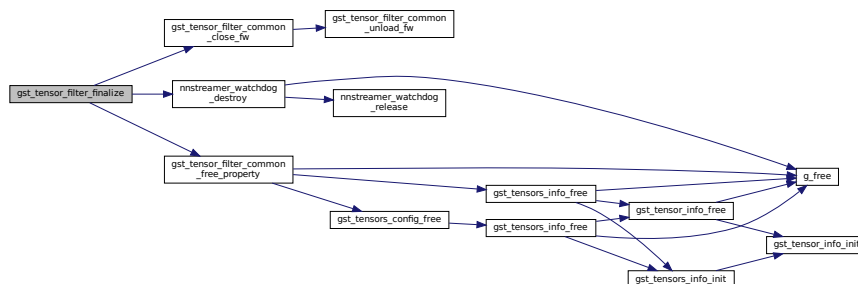 gst_tensor_filter_common
_unload_fw
gst_tensor_filter_common
_close_fw
gst_tensor_filter_finalize
nnstreamer_watchdog
_destroy
nnstreamer_watchdog
_release
gst_tensor_filter_common
_free_property
g_free
gst_tensors_info_free
gst_tensor_info_free
gst_tensors_config_free
gst_tensors_info_free
gst_tensor_info_init
gst_tensors_info_init